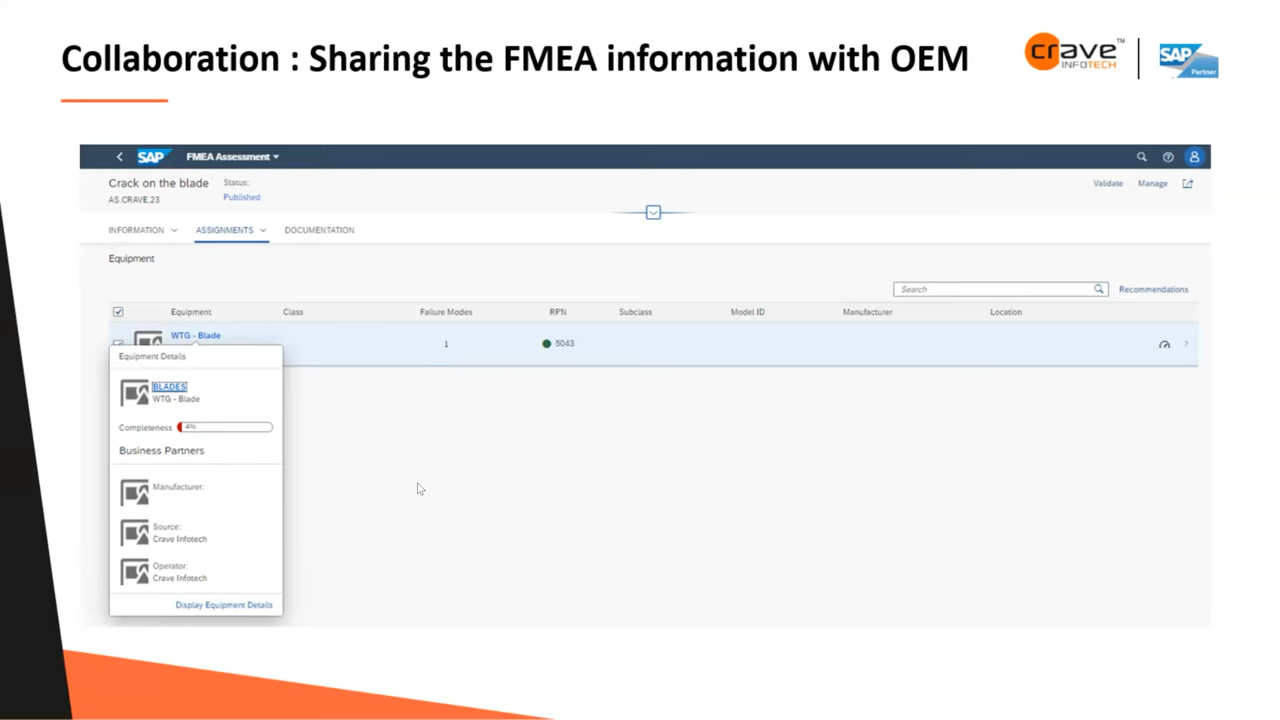 Collaboration : Sharing the FMEA information with OEM
crave™
INFOTECH
SAP
Partner
SAP FMEA Assessment
Crack on the blade
AS.CRAVE.23
Status:
Published
Validate Manage
INFORMATION ASSIGNMENTS DOCUMENTATION
Equipment
Search Recommendations
Equipment Class Failure Modes RPN Subclass Model ID Manufacturer Location
WTG - Blade
1 5043
Equipment Details
BLADES
WTG - Blade
Completeness 4%
Business Partners
Manufacturer:
Source:
Crave Infotech
Operator:
Crave Infotech
Display Equipment Details